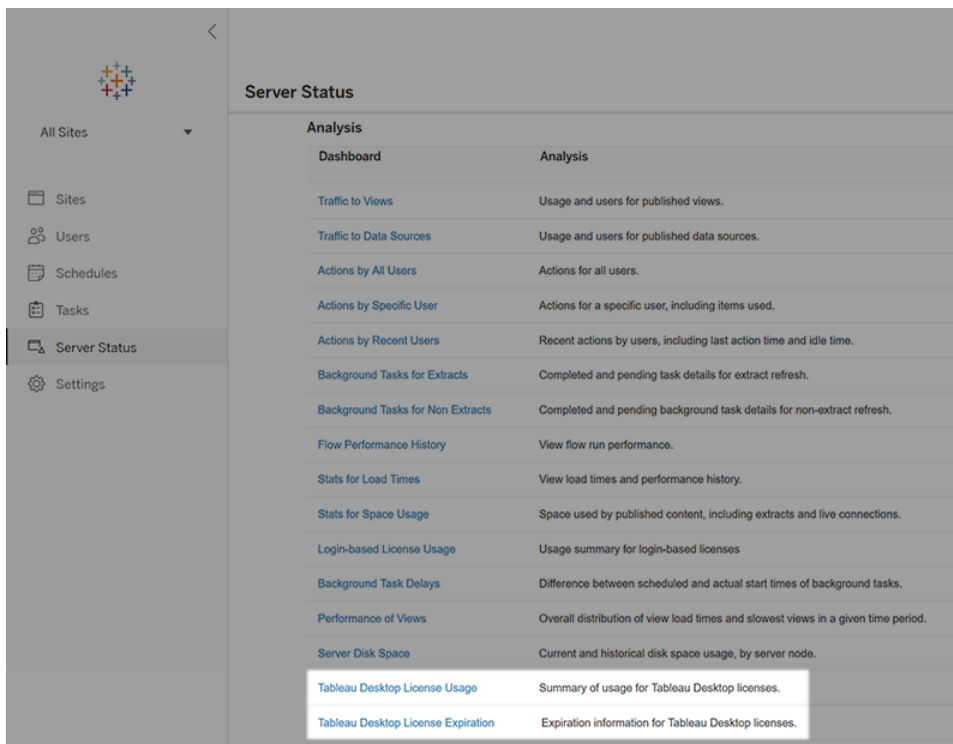 All Sites
Sites
Users
Schedules
Tasks
Server Status
Settings
Server Status
Analysis
Dashboard Analysis
Traffic to Views Usage and users for published views.
Traffic to Data Sources Usage and users for published data sources.
Actions by All Users Actions for all users.
Actions by Specific User Actions for a specific user, including items used.
Actions by Recent Users Recent actions by users, including last action time and idle time.
Background Tasks for Extracts Completed and pending task details for extract refresh.
Background Tasks for Non Extracts Completed and pending background task details for non-extract refresh.
Flow Performance History View flow run performance.
Stats for Load Times View load times and performance history.
Stats for Space Usage Space used by published content, including extracts and live connections.
Login-based License Usage Usage summary for login-based licenses
Background Task Delays Difference between scheduled and actual start times of background tasks.
Performance of Views Overall distribution of view load times and slowest views in a given time period.
Server Disk Space Current and historical disk space usage, by server node.
Tableau Desktop License Usage Summary of usage for Tableau Desktop licenses.
Tableau Desktop License Expiration Expiration information for Tableau Desktop licenses.